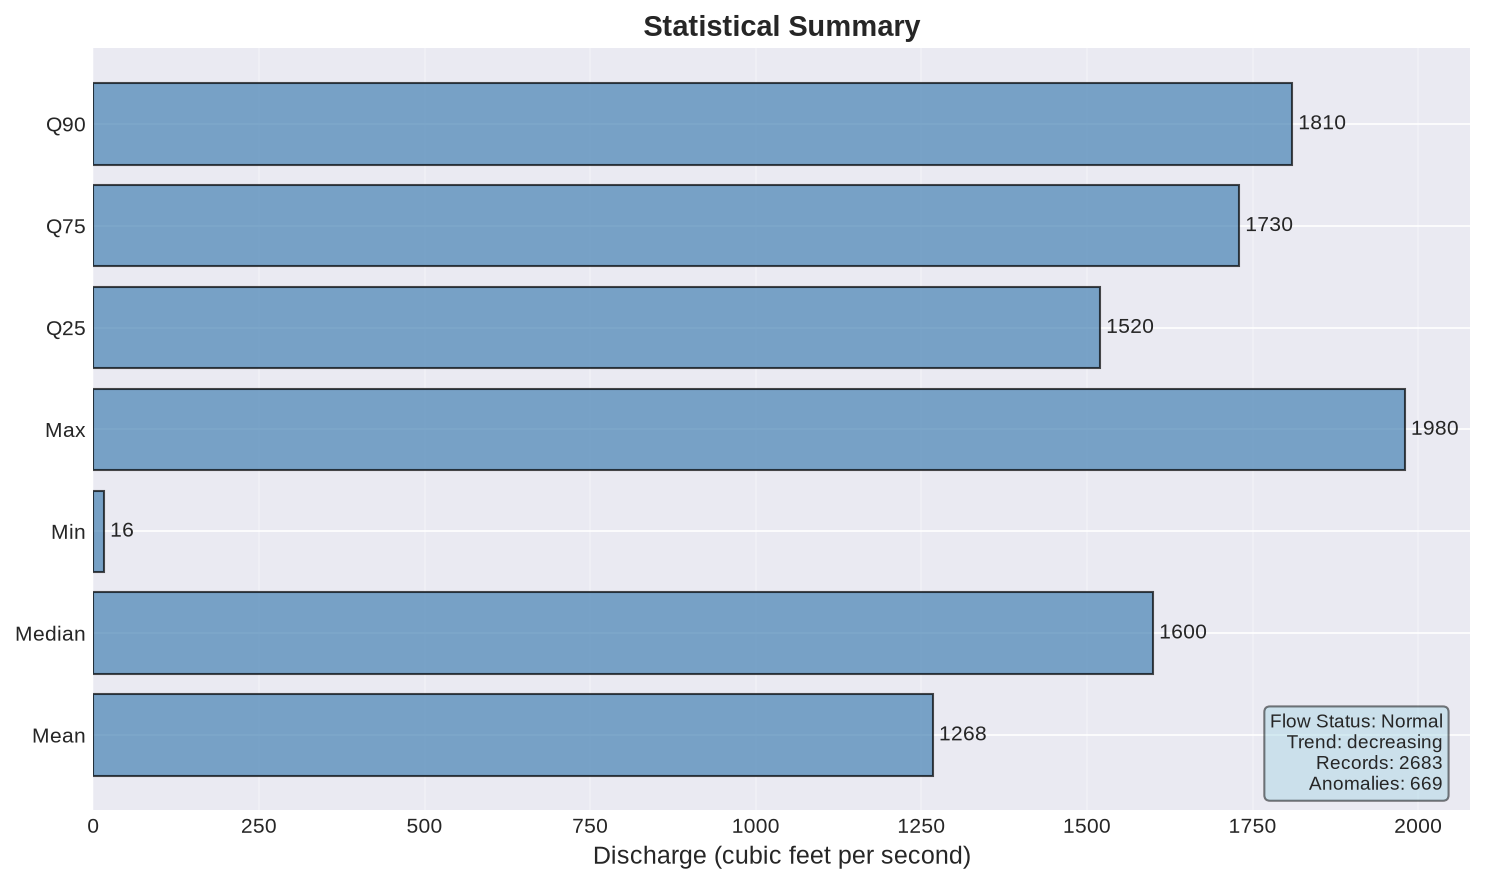 Statistical Summary
Q90
1810
Q75
1730
Q25
1520
Max
1980
Min
16
Median
1600
Mean
1268
Flow Status: Normal
Trend: decreasing
Records: 2683
Anomalies: 669
0 250 500 750 1000 1250 1500 1750 2000
Discharge (cubic feet per second)